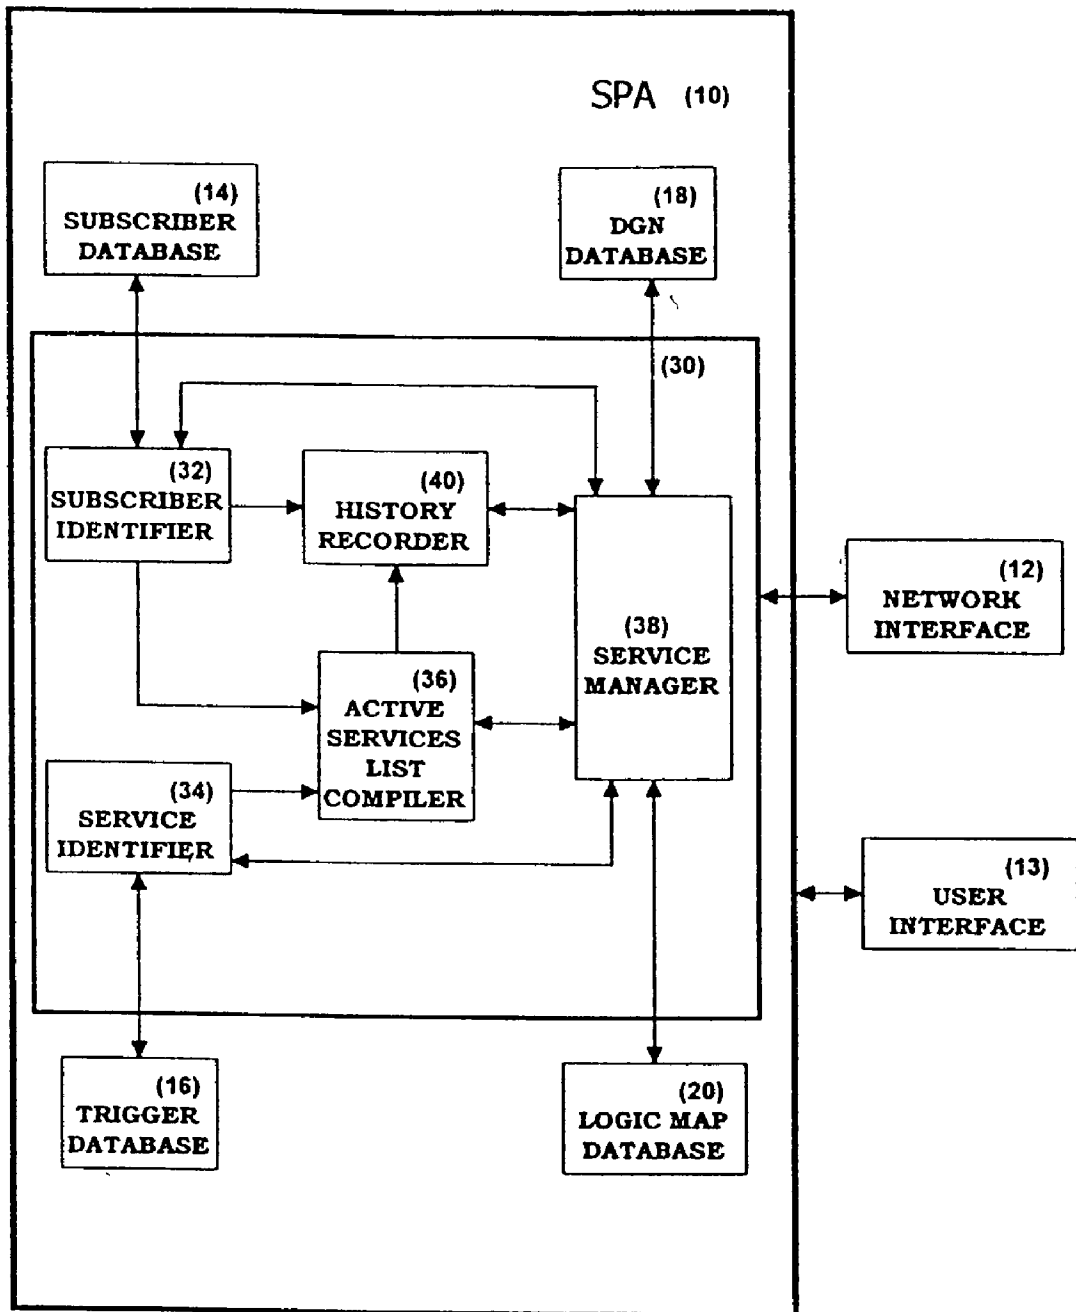 SPA (10)
(14)
SUBSCRIBER
DATABASE
(18)
DGN
DATABASE
(30)
(32)
SUBSCRIBER
IDENTIFIER
(40)
HISTORY
RECORDER
(12)
NETWORK
INTERFACE
(38)
SERVICE
MANAGER
(36)
ACTIVE
SERVICES
LIST
COMPILER
(34)
SERVICE
IDENTIFIER
(13)
USER
INTERFACE
(16)
TRIGGER
DATABASE
(20)
LOGIC MAP
DATABASE